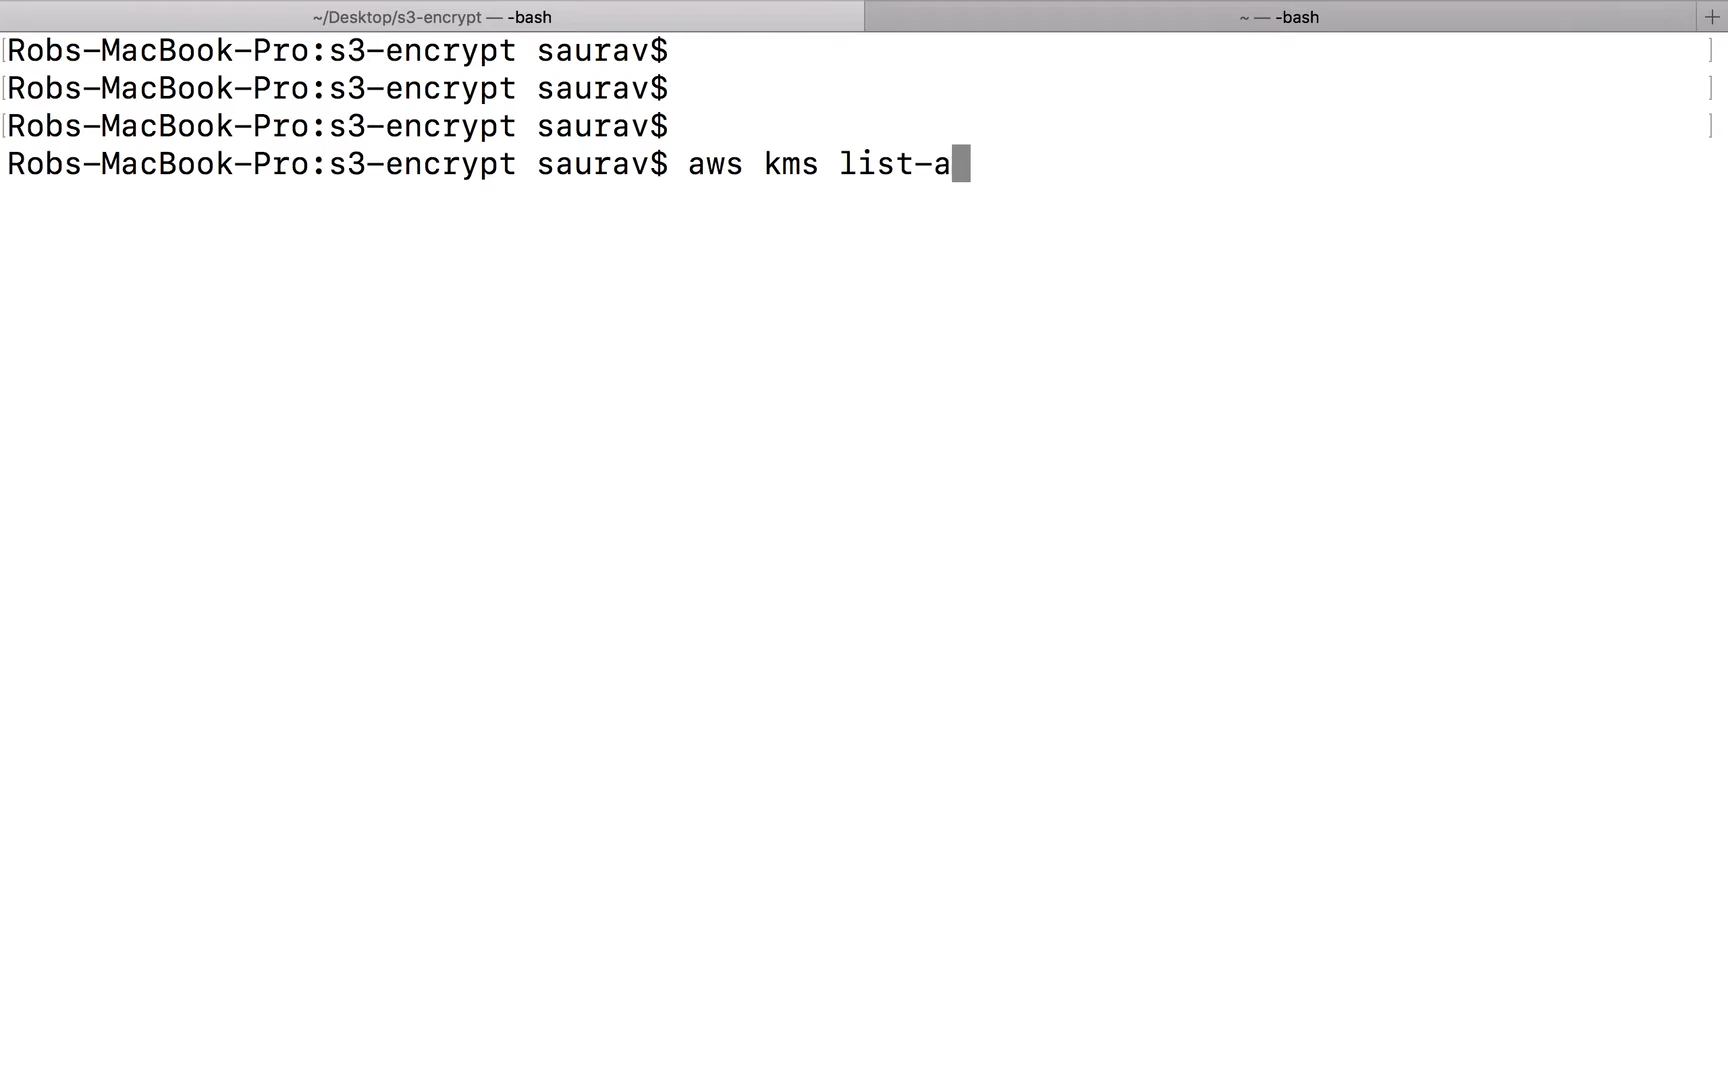 ~/Desktop/s3-encrypt — -bash
~ — -bash
+
[Robs-MacBook-Pro:s3-encrypt saurav$ ]
[Robs-MacBook-Pro:s3-encrypt saurav$ ]
[Robs-MacBook-Pro:s3-encrypt saurav$ ]
Robs-MacBook-Pro:s3-encrypt saurav$ aws kms list-a